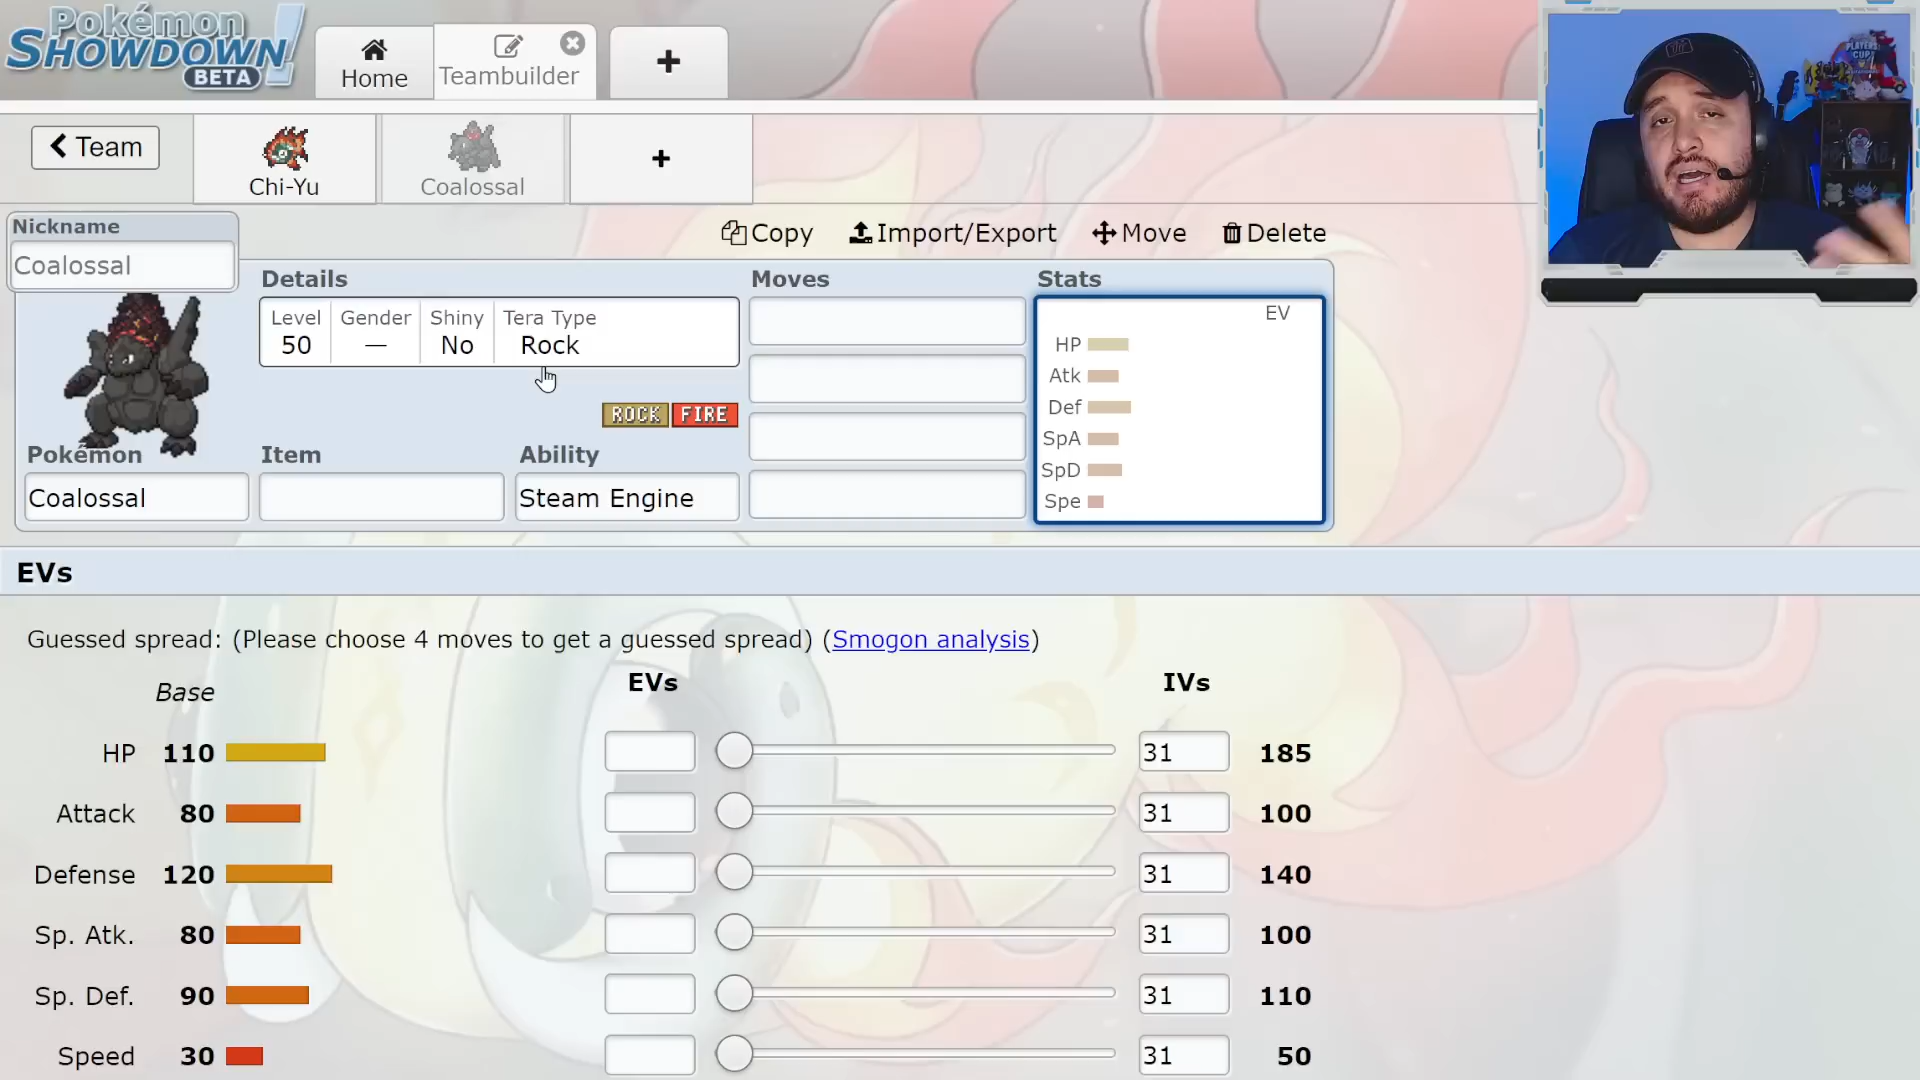 Pokémon
SHOWDOWN!
BETA
Home
Teambuilder
+
Team
Chi-Yu
Coalossal
+
Nickname
Coalossal
Copy
Import/Export
Move
Delete
Details
Moves
Stats
Level
Gender
Shiny
Tera Type
50
—
No
Rock
EV
HP
Atk
Def
SpA
SpD
Spe
ROCK
FIRE
Pokémon
Item
Ability
Coalossal
Steam Engine
EVs
Guessed spread: (Please choose 4 moves to get a guessed spread) (Smogon analysis)
Base
EVs
IVs
HP 110 31 185
Attack 80 31 100
Defense 120 31 140
Sp. Atk. 80 31 100
Sp. Def. 90 31 110
Speed 30 31 50
PLAYERS
CUP